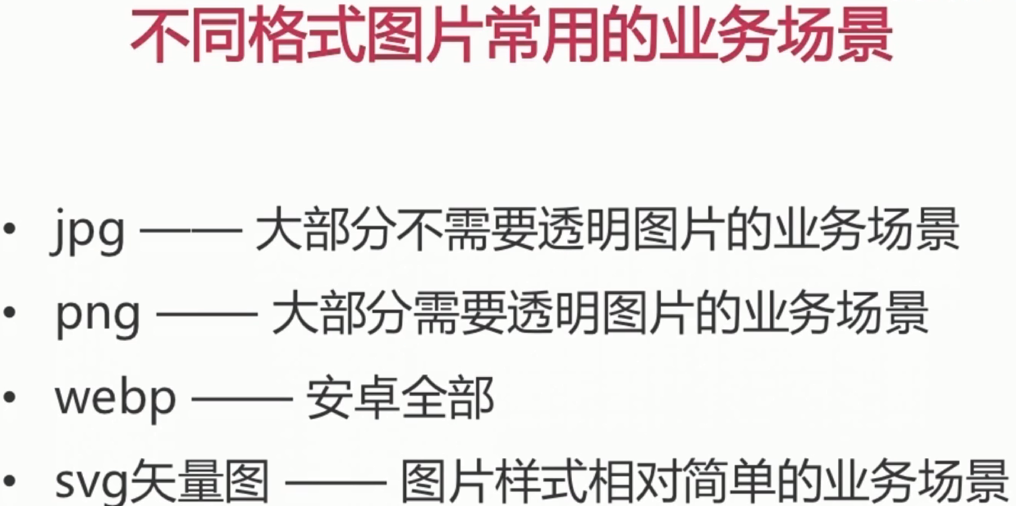 不同格式图片常用的业务场景
• jpg —— 大部分不需要透明图片的业务场景
• png —— 大部分需要透明图片的业务场景
• webp —— 安卓全部
• svg矢量图 —— 图片样式相对简单的业务场景